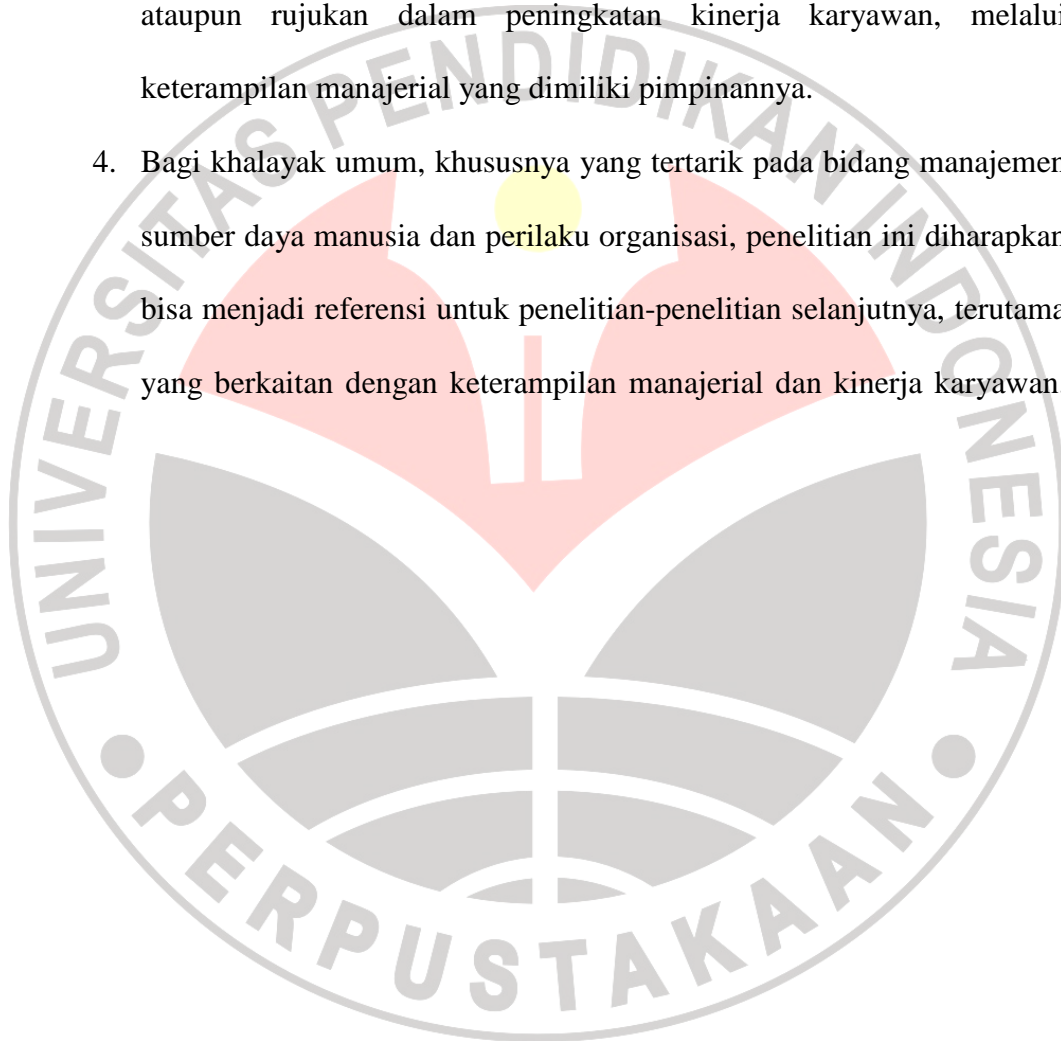 ataupun rujukan dalam peningkatan kinerja karyawan, melalui
keterampilan manajerial yang dimiliki pimpinannya.
4. Bagi khalayak umum, khususnya yang tertarik pada bidang manajemen
sumber daya manusia dan perilaku organisasi, penelitian ini diharapkan
bisa menjadi referensi untuk penelitian-penelitian selanjutnya, terutama
yang berkaitan dengan keterampilan manajerial dan kinerja karyawan.
UNIVERSITAS PENDIDIKAN INDONESIA
PERPUSTAKAAN